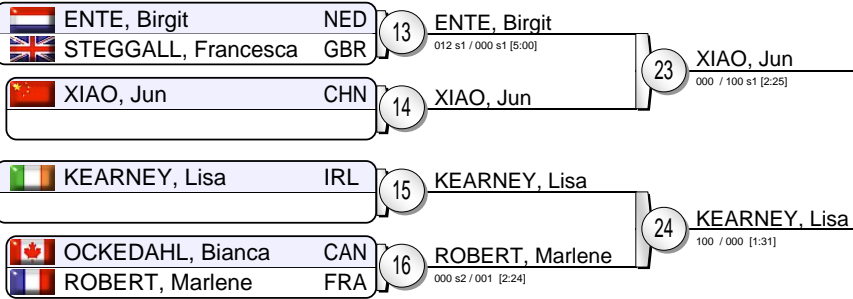 ENTE, Birgit NED
STEGGALL, Francesca GBR
13
ENTE, Birgit
012 s1 / 000 s1 [5:00]
XIAO, Jun CHN
14
XIAO, Jun
23
XIAO, Jun
000 / 100 s1 [2:25]
KEARNEY, Lisa IRL
15
KEARNEY, Lisa
OCKEDAHL, Bianca CAN
ROBERT, Marlene FRA
16
ROBERT, Marlene
000 s2 / 001 [2:24]
24
KEARNEY, Lisa
100 / 000 [1:31]